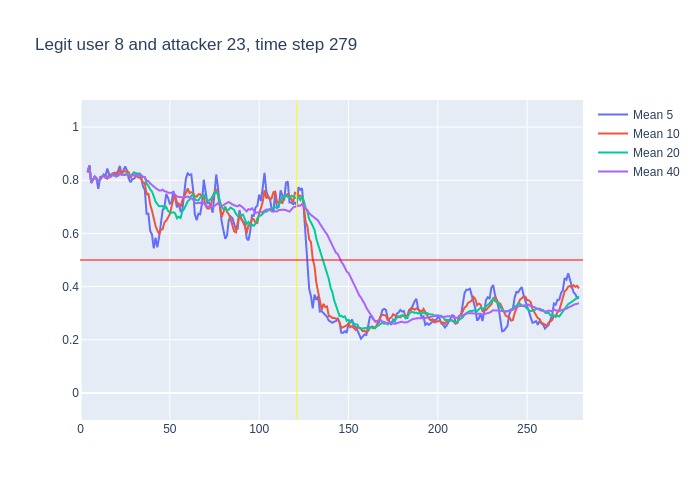 Legit user 8 and attacker 23, time step 279
Mean 5
Mean 10
Mean 20
Mean 40
1
0.8
0.6
0.4
0.2
0
0 50 100 150 200 250